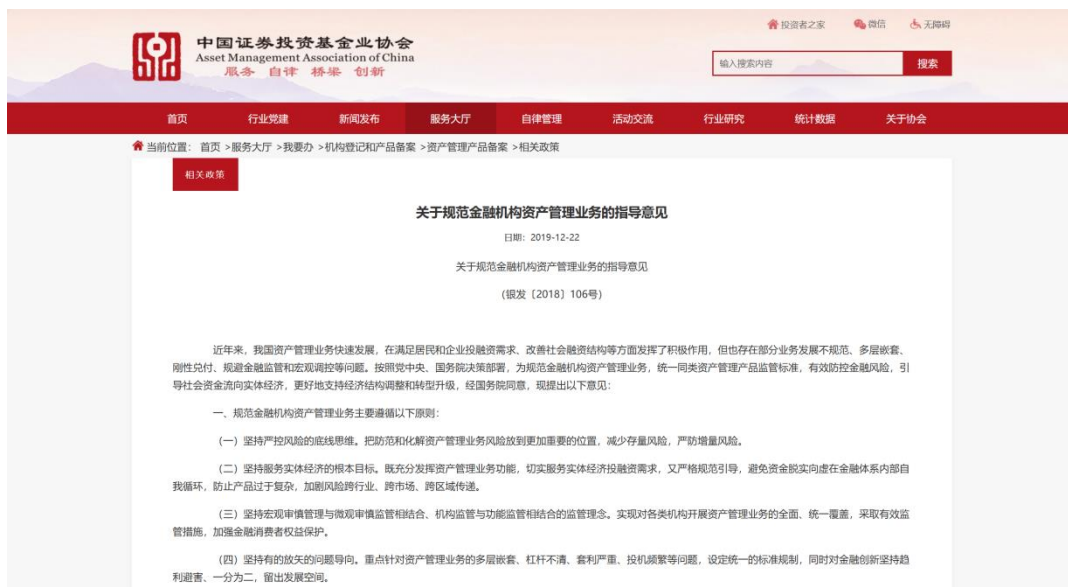 投资者之家 微信 无障碍
中国证券投资基金业协会
Asset Management Association of China
服务 自律 桥梁 创新
输入搜索内容 搜索
首页 行业党建 新闻发布 服务大厅 自律管理 活动交流 行业研究 统计数据 关于协会
当前位置： 首页 >服务大厅 >我要办 >机构登记和产品备案 >资产管理产品备案 >相关政策
相关政策
关于规范金融机构资产管理业务的指导意见
日期：2019-12-22
关于规范金融机构资产管理业务的指导意见
(银发〔2018〕106号)
近年来，我国资产管理业务快速发展，在满足居民和企业投融资需求、改善社会融资结构等方面发挥了积极作用，但也存在部分业务发展不规范、多层嵌套、
刚性兑付、规避金融监管和宏观调控等问题。按照党中央、国务院决策部署，为规范金融机构资产管理业务，统一同类资产管理产品监管标准，有效防控金融风险，引
导社会资金流向实体经济，更好地支持经济结构调整和转型升级，经国务院同意，现提出以下意见：
一、规范金融机构资产管理业务主要遵循以下原则：
（一）坚持严控风险的底线思维。把防范和化解资产管理业务风险放到更加重要的位置，减少存量风险，严防增量风险。
（二）坚持服务实体经济的根本目标。既充分发挥资产管理业务功能，切实服务实体经济投融资需求，又严格规范引导，避免资金脱实向虚在金融体系内部自
我循环，防止产品过于复杂，加剧风险跨行业、跨市场、跨区域传递。
（三）坚持宏观审慎管理与微观审慎监管相结合、机构监管与功能监管相结合的监管理念。实现对各类机构开展资产管理业务的全面、统一覆盖，采取有效监
管措施，加强金融消费者权益保护。
（四）坚持有的放矢的问题导向。重点针对资产管理业务的多层嵌套、杠杆不清、套利严重、投机频繁等问题，设定统一的标准规制，同时对金融创新坚持趋
利避害、一分为二，留出发展空间。